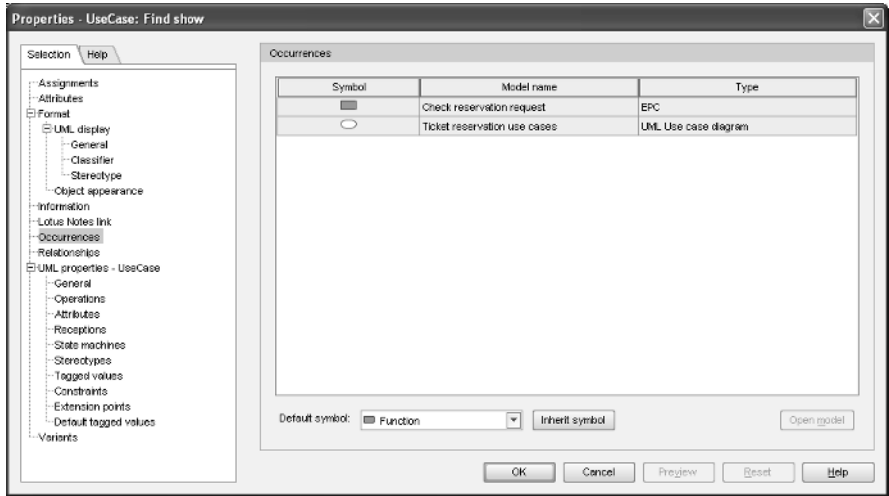 Properties - UseCase: Find show
Selection Help
Assignments
Attributes
Format
UML display
General
Classifier
Stereotype
Object appearance
Information
Lotus Notes link
Occurrences
Relationships
UML properties - UseCase
General
Operations
Attributes
Receptions
State machines
Stereotypes
Tagged values
Constraints
Extension points
Default tagged values
Variants
Occurrences
Symbol Model name Type
Check reservation request EPC
Ticket reservation use cases UML Use case diagram
Default symbol: Function Inherit symbol Open model
OK Cancel Preview Reset Help